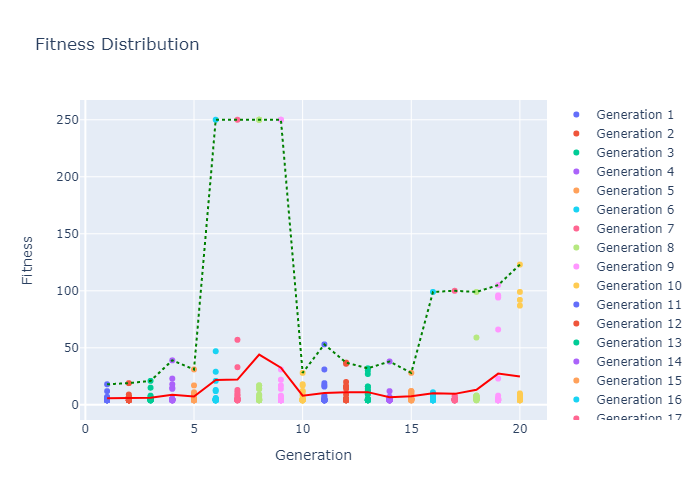 Fitness Distribution
Fitness
250
200
150
100
50
0
0
5
10
15
20
Generation
Generation 1
Generation 2
Generation 3
Generation 4
Generation 5
Generation 6
Generation 7
Generation 8
Generation 9
Generation 10
Generation 11
Generation 12
Generation 13
Generation 14
Generation 15
Generation 16
Generation 17